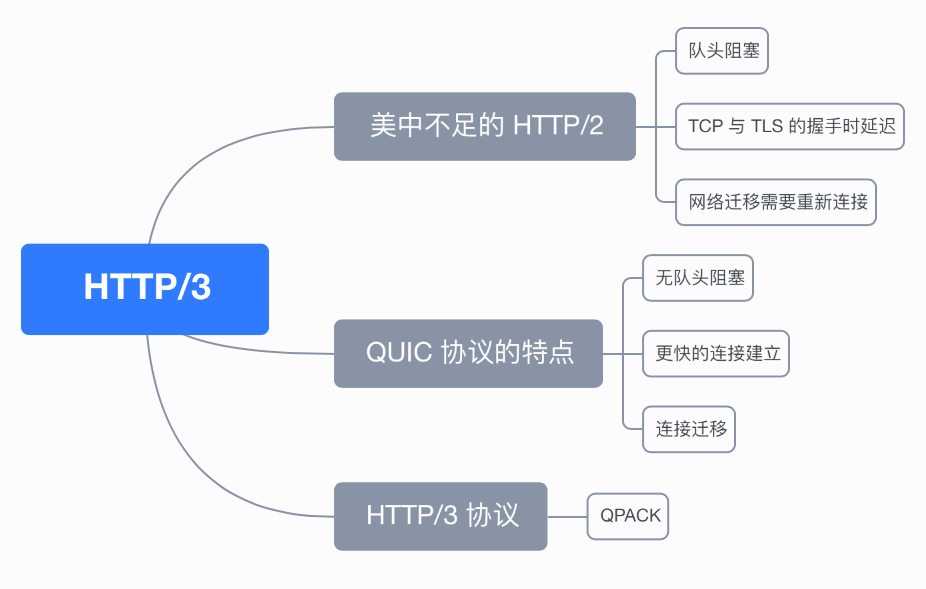 HTTP/3
美中不足的 HTTP/2
队头阻塞
TCP 与 TLS 的握手时延迟
网络迁移需要重新连接
QUIC 协议的特点
无队头阻塞
更快的连接建立
连接迁移
HTTP/3 协议
QPACK